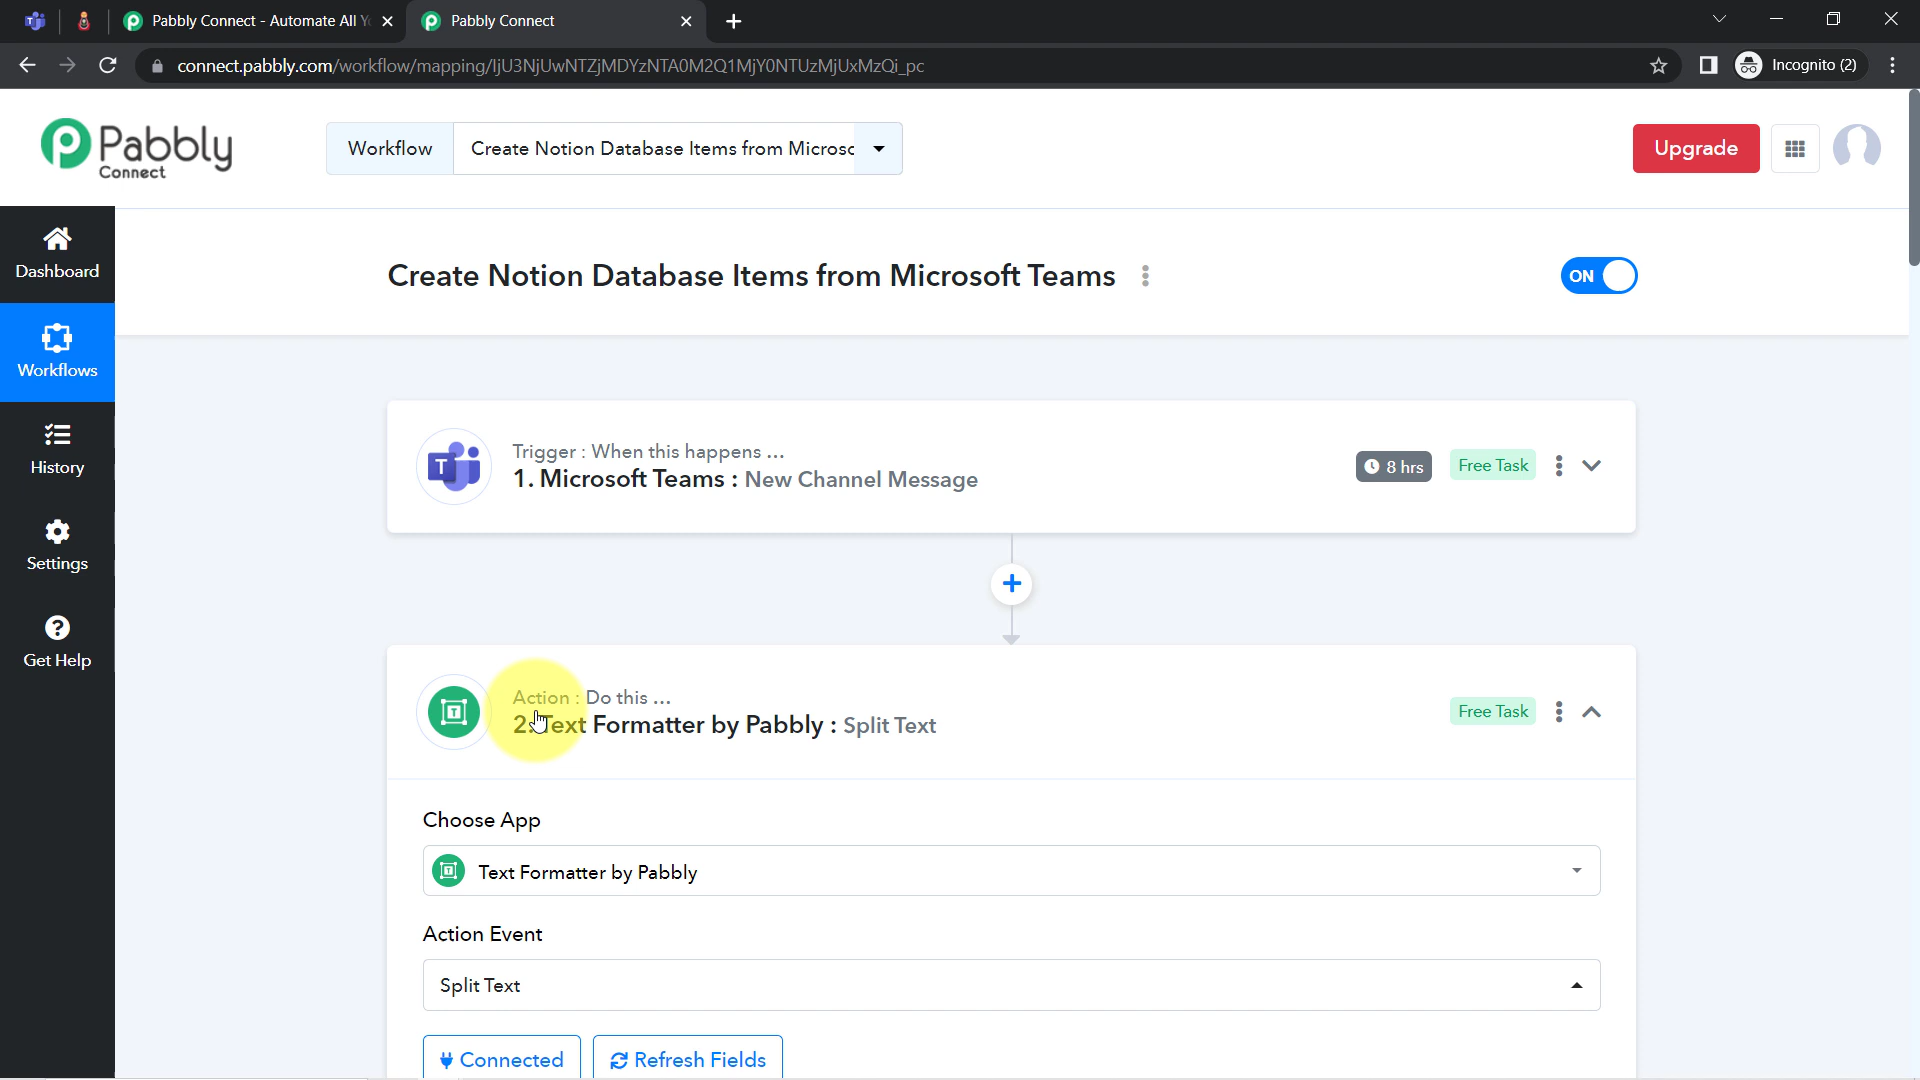 Pabbly Connect - Automate All Y
Pabbly Connect
connect.pabbly.com/workflow/mapping/IjU3NjUwNTZjMDYzNTA0M2Q1MjY0NTUzMjUxMzQi_pc
Incognito (2)
Pabbly
Connect
Workflow
Create Notion Database Items from Microsc
Upgrade
Dashboard
Workflows
History
Settings
Get Help
Create Notion Database Items from Microsoft Teams
ON
Trigger : When this happens ...
1. Microsoft Teams : New Channel Message
8 hrs
Free Task
Action : Do this ...
2. Text Formatter by Pabbly : Split Text
Free Task
Choose App
Text Formatter by Pabbly
Action Event
Split Text
Connected
Refresh Fields